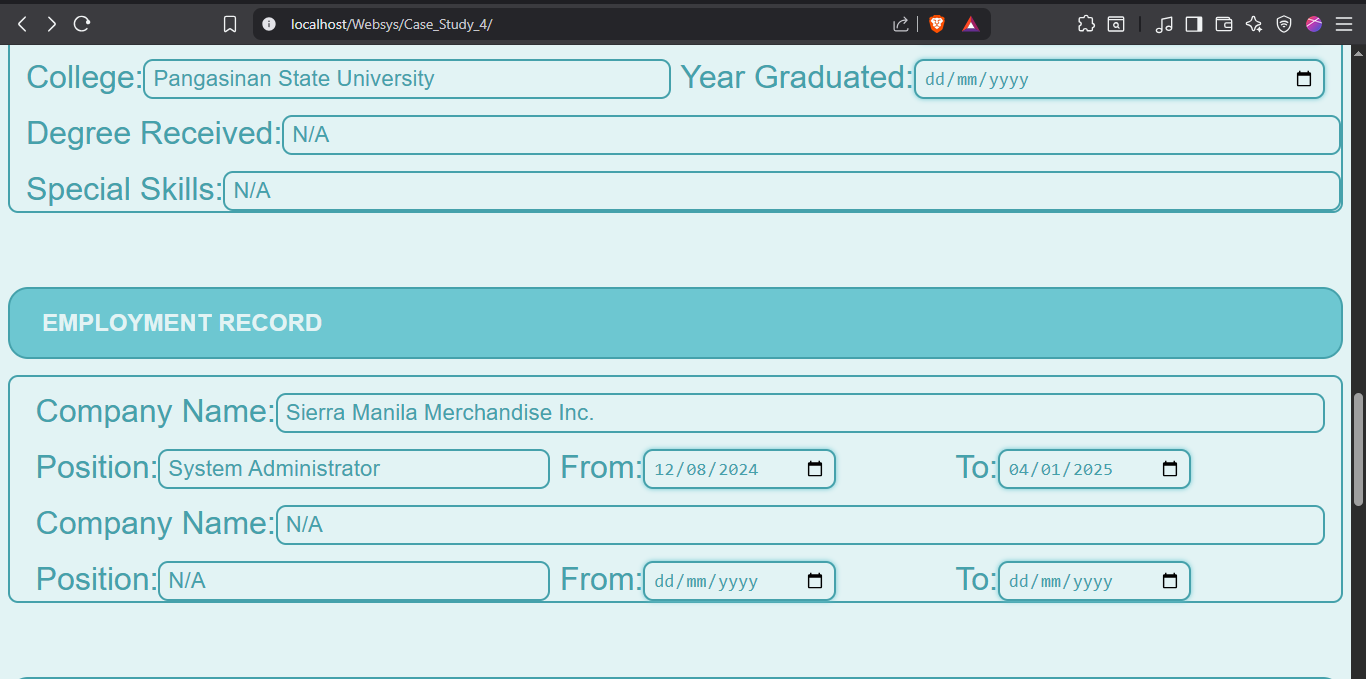 localhost/Websys/Case_Study_4/
College: Pangasinan State University Year Graduated: dd/mm/yyyy
Degree Received: N/A
Special Skills: N/A
EMPLOYMENT RECORD
Company Name: Sierra Manila Merchandise Inc.
Position: System Administrator From: 12/08/2024 To: 04/01/2025
Company Name: N/A
Position: N/A From: dd/mm/yyyy To: dd/mm/yyyy